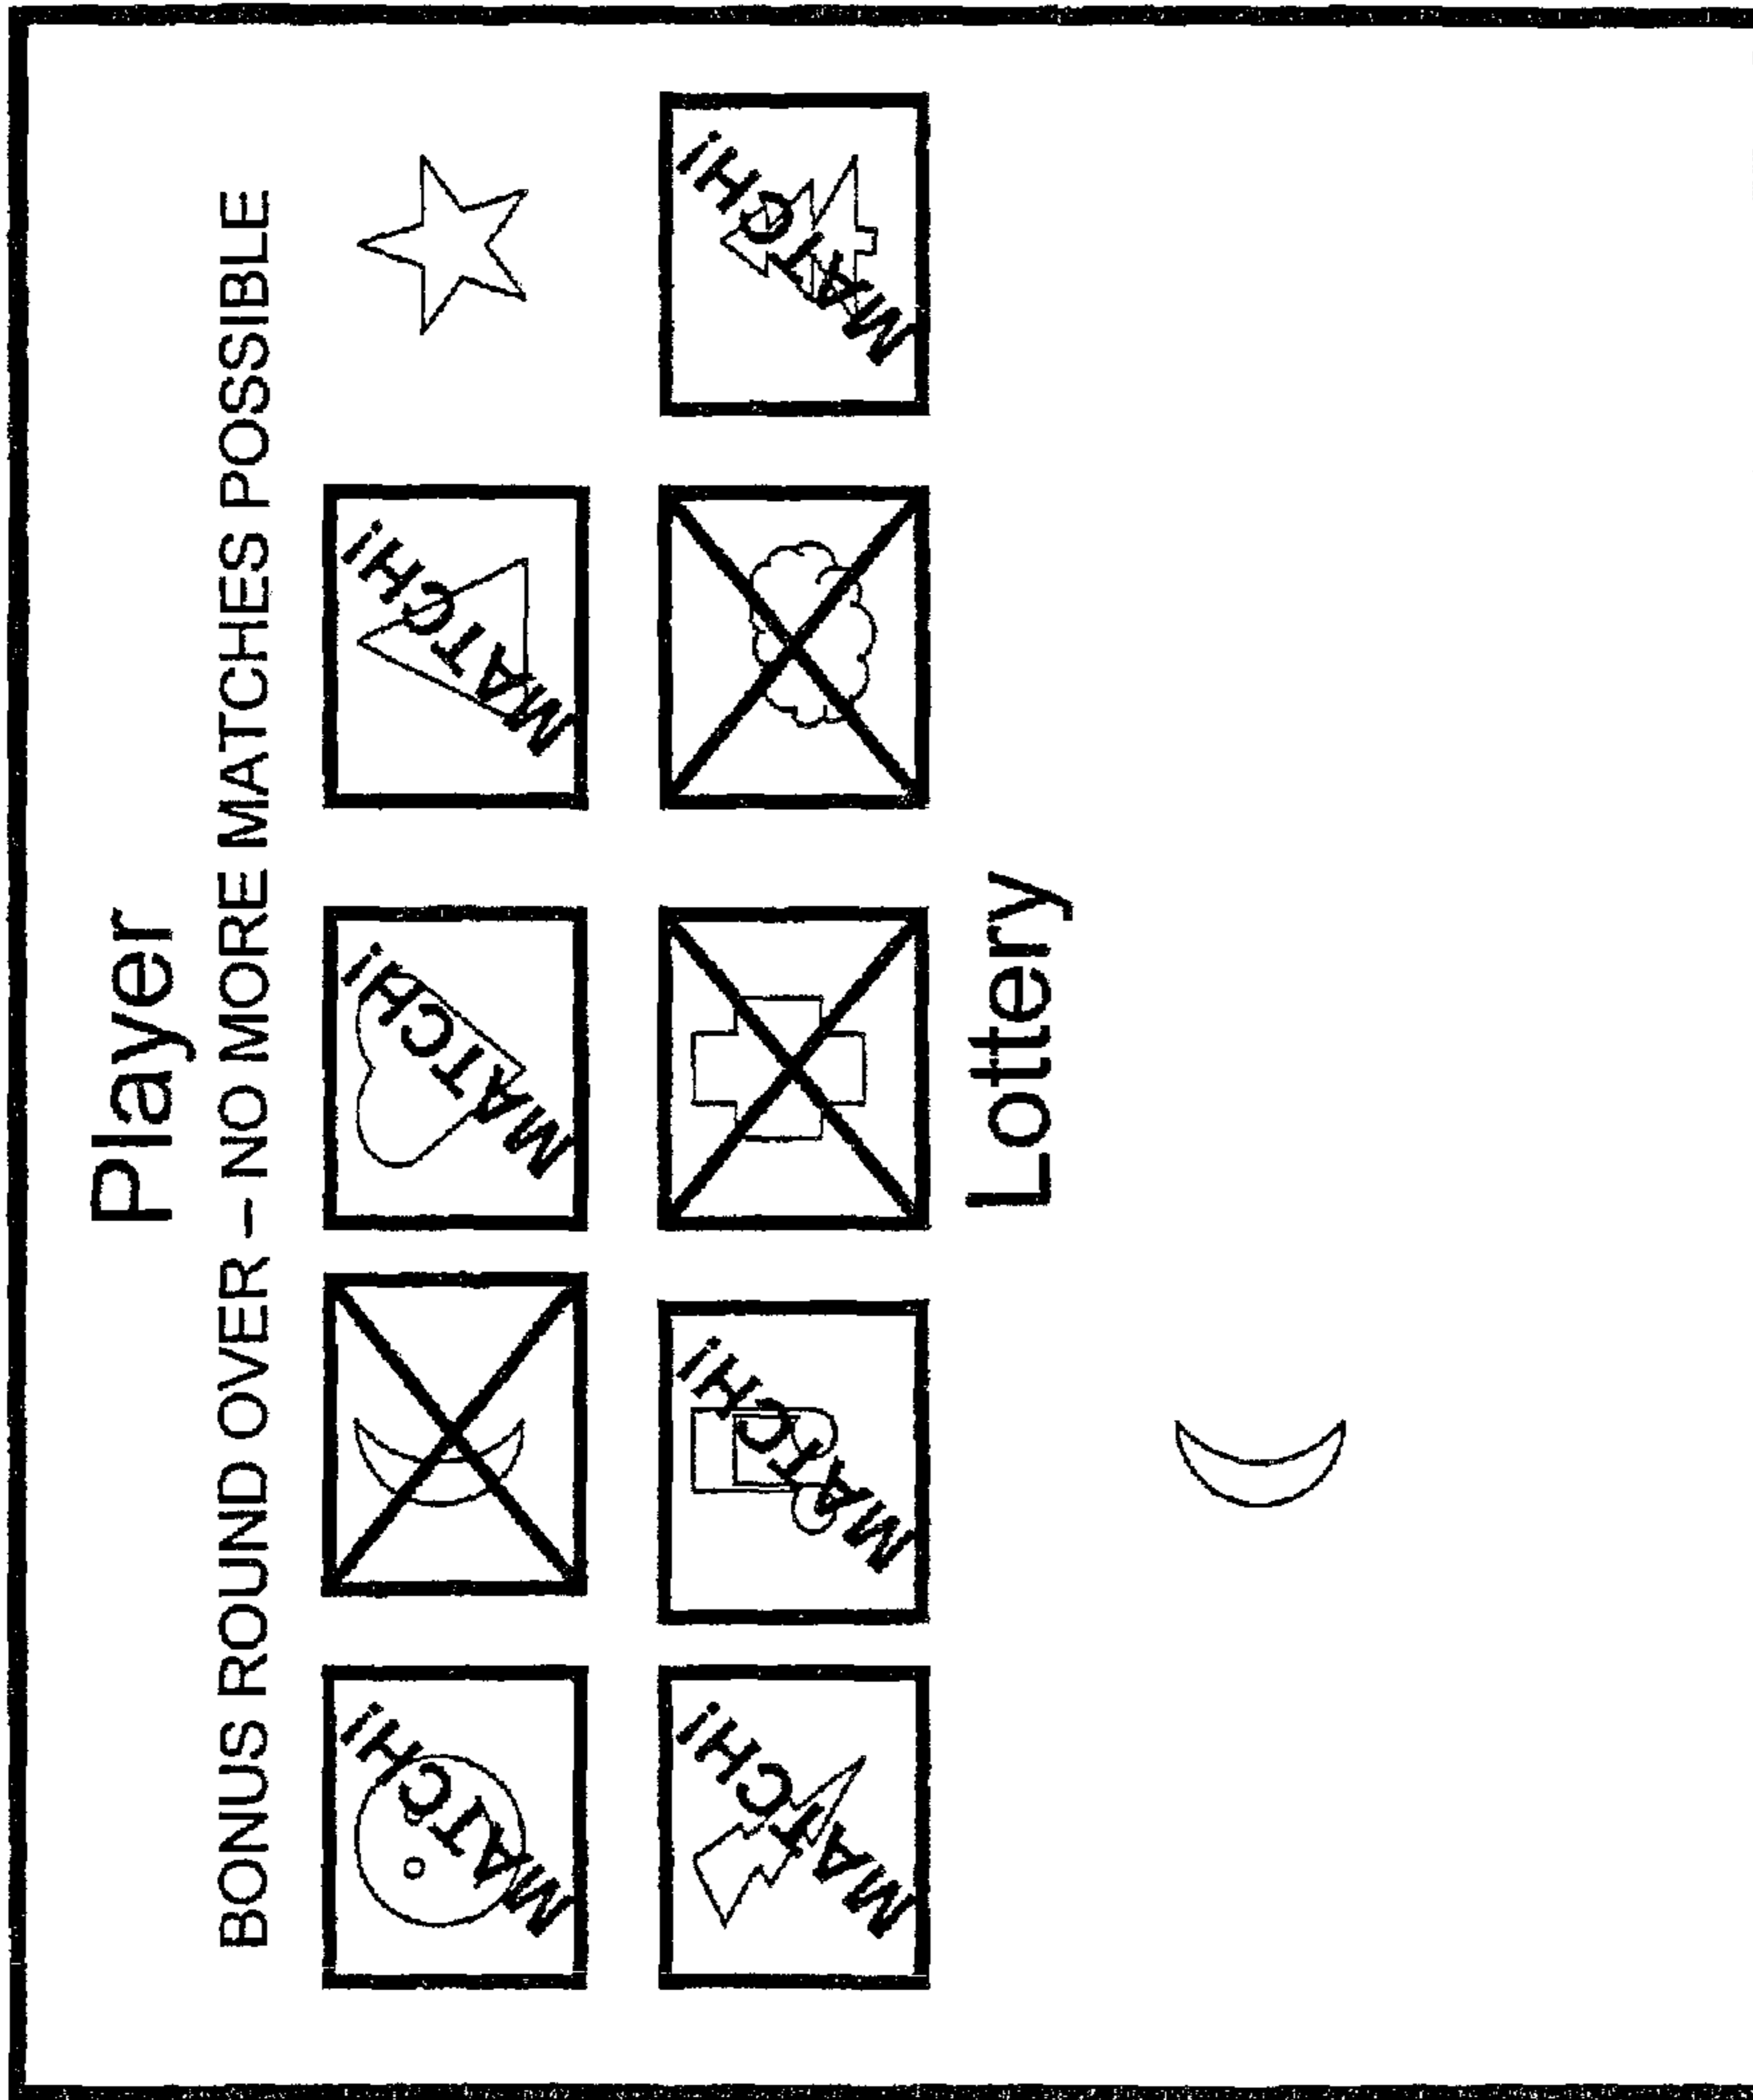 Player
BONUS ROUND OVER – NO MORE MATCHES POSSIBLE
MATCH!
MATCH!
MATCH!
MATCH!
MATCH!
MATCH!
Lottery